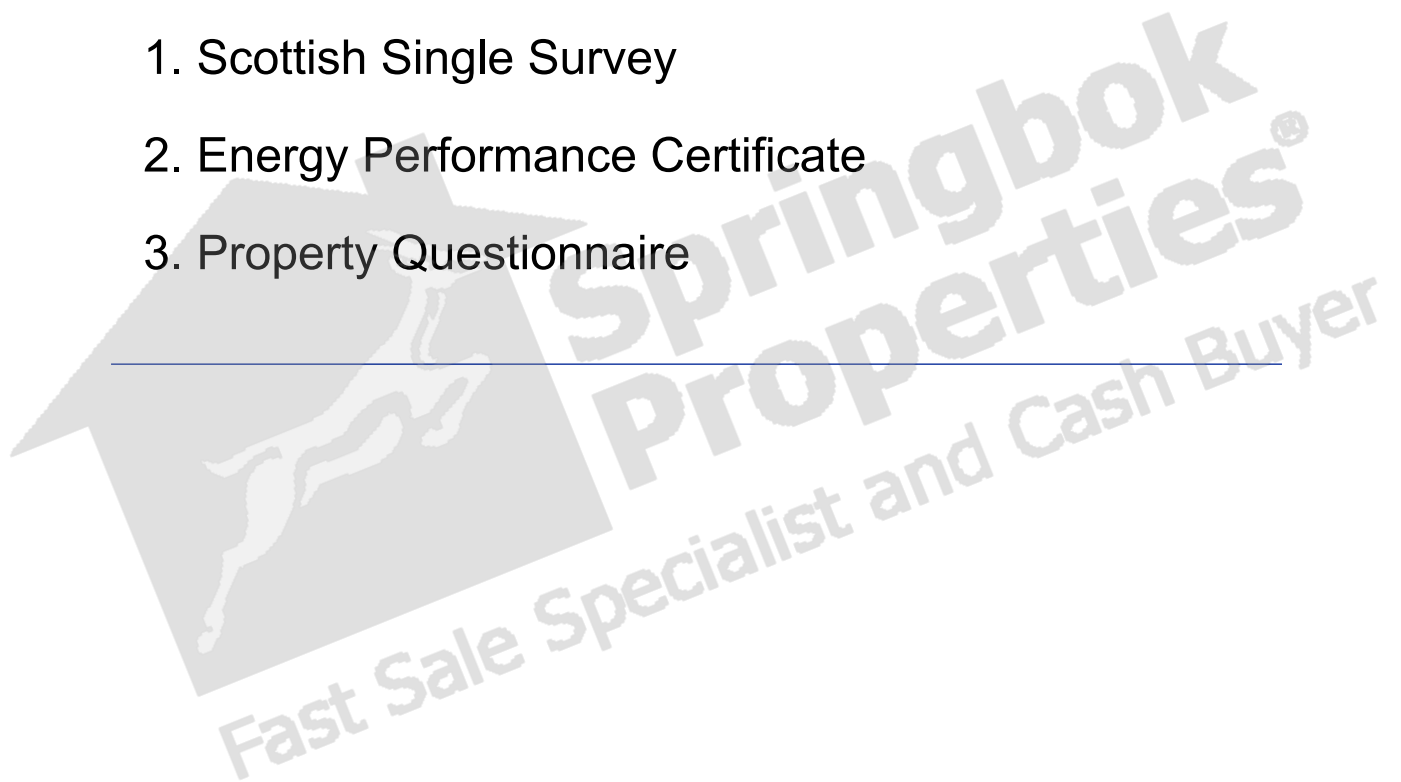 1. Scottish Single Survey
2. Energy Performance Certificate
3. Property Questionnaire
Springbok
Properties®
Fast Sale Specialist and Cash Buyer